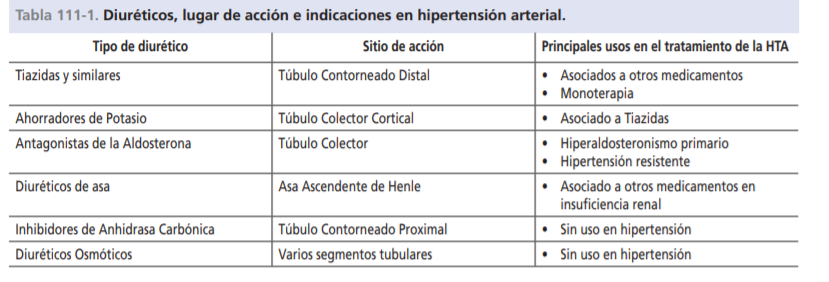 Tabla 111-1. Diuréticos, lugar de acción e indicaciones en hipertensión arterial.
Tipo de diurético Sitio de acción Principales usos en el tratamiento de la HTA
Tiazidas y similares Túbulo Contorneado Distal • Asociados a otros medicamentos
• Monoterapia
Ahorradores de Potasio Túbulo Colector Cortical • Asociado a Tiazidas
Antagonistas de la Aldosterona Túbulo Colector • Hiperaldosteronismo primario
• Hipertensión resistente
Diuréticos de asa Asa Ascendente de Henle • Asociado a otros medicamentos en
insuficiencia renal
Inhibidores de Anhidrasa Carbónica Túbulo Contorneado Proximal • Sin uso en hipertensión
Diuréticos Osmóticos Varios segmentos tubulares • Sin uso en hipertensión